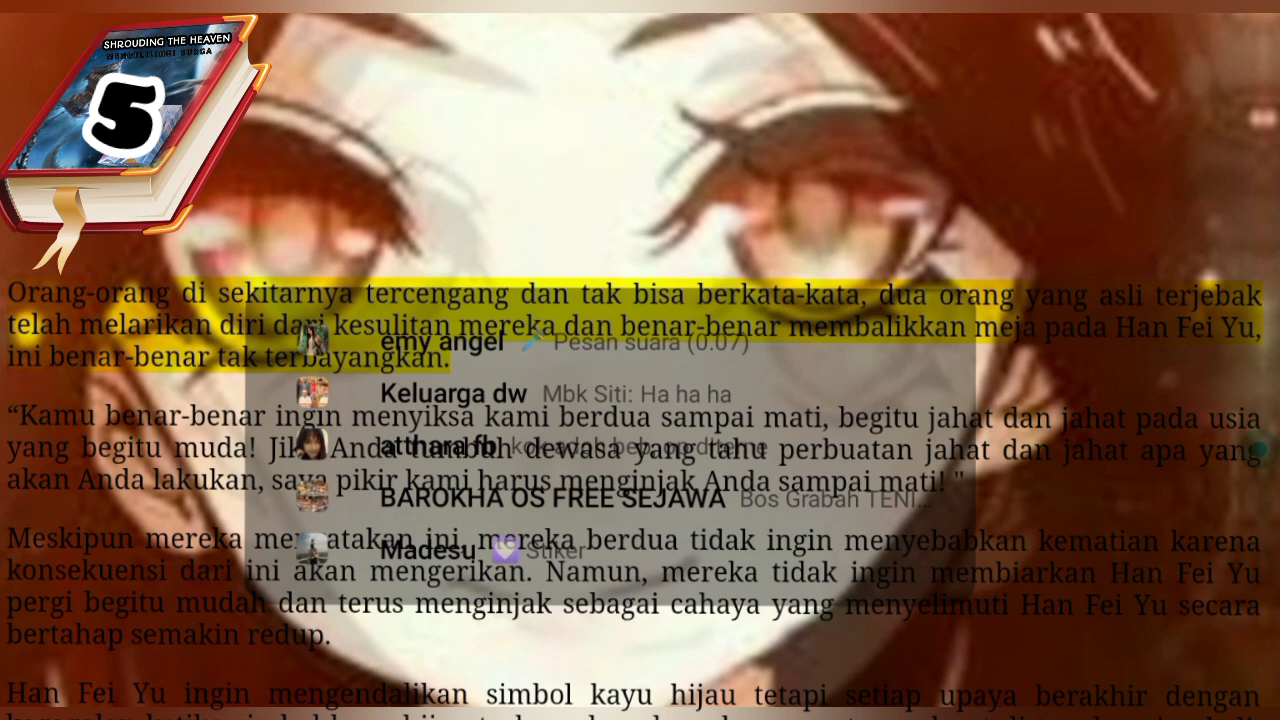 SHROUDING THE HEAVEN
MENGELILINGI SURGA
5
Orang-orang di sekitarnya tercengang dan tak bisa berkata-kata, dua orang yang asli terjebak
telah melarikan diri dari kesulitan mereka dan benar-benar membalikkan meja pada Han Fei Yu,
ini benar-benar tak terbayangkan.
emy angel Pesan suara (0.07)
Keluarga dw Mbk Siti: Ha ha ha
“Kamu benar-benar ingin menyiksa kami berdua sampai mati, begitu jahat dan jahat pada usia
yang begitu muda! Jika Anda tumbuh dewasa yang tahu perbuatan jahat dan jahat apa yang
atthara fb
akan Anda lakukan, saya pikir kami harus menginjak Anda sampai mati! "
BAROKHA OS FREE SEJAWA Bos Grabah TENI...
Meskipun mereka mengatakan ini, mereka berdua tidak ingin menyebabkan kematian karena
Madesu Stiker
konsekuensi dari ini akan mengerikan. Namun, mereka tidak ingin membiarkan Han Fei Yu
pergi begitu mudah dan terus menginjak sebagai cahaya yang menyelimuti Han Fei Yu secara
bertahap semakin redup.
Han Fei Yu ingin mengendalikan simbol kayu hijau tetapi setiap upaya berakhir dengan